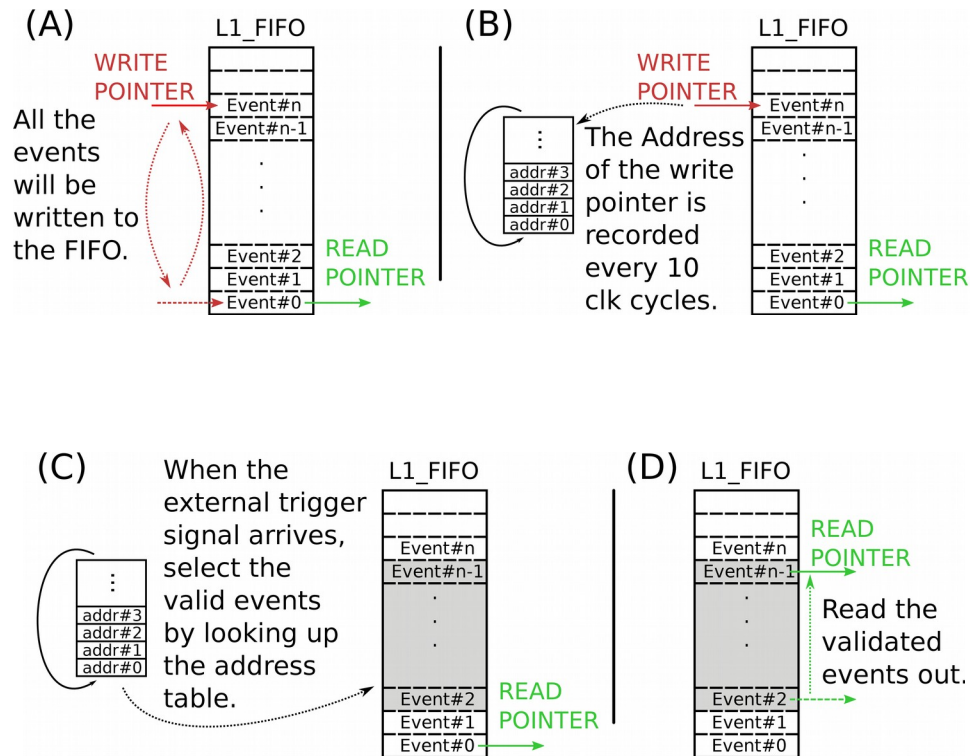 (A)
L1_FIFO
WRITE
POINTER
Event#n
Event#n-1
All the
events
will be
written to
the FIFO.
.
.
.
Event#2
Event#1
Event#0
READ
POINTER
(B)
L1_FIFO
WRITE
POINTER
Event#n
Event#n-1
...
addr#3
addr#2
addr#1
addr#0
The Address
of the write
pointer is
recorded
every 10
clk cycles.
.
.
.
Event#2
Event#1
Event#0
READ
POINTER
(C)
When the
external trigger
signal arrives,
select the
valid events
by looking up
the address
table.
...
addr#3
addr#2
addr#1
addr#0
L1_FIFO
Event#n
Event#n-1
.
.
.
Event#2
Event#1
Event#0
READ
POINTER
(D)
L1_FIFO
Event#n
Event#n-1
.
.
.
Event#2
Event#1
Event#0
READ
POINTER
Read the
validated
events out.